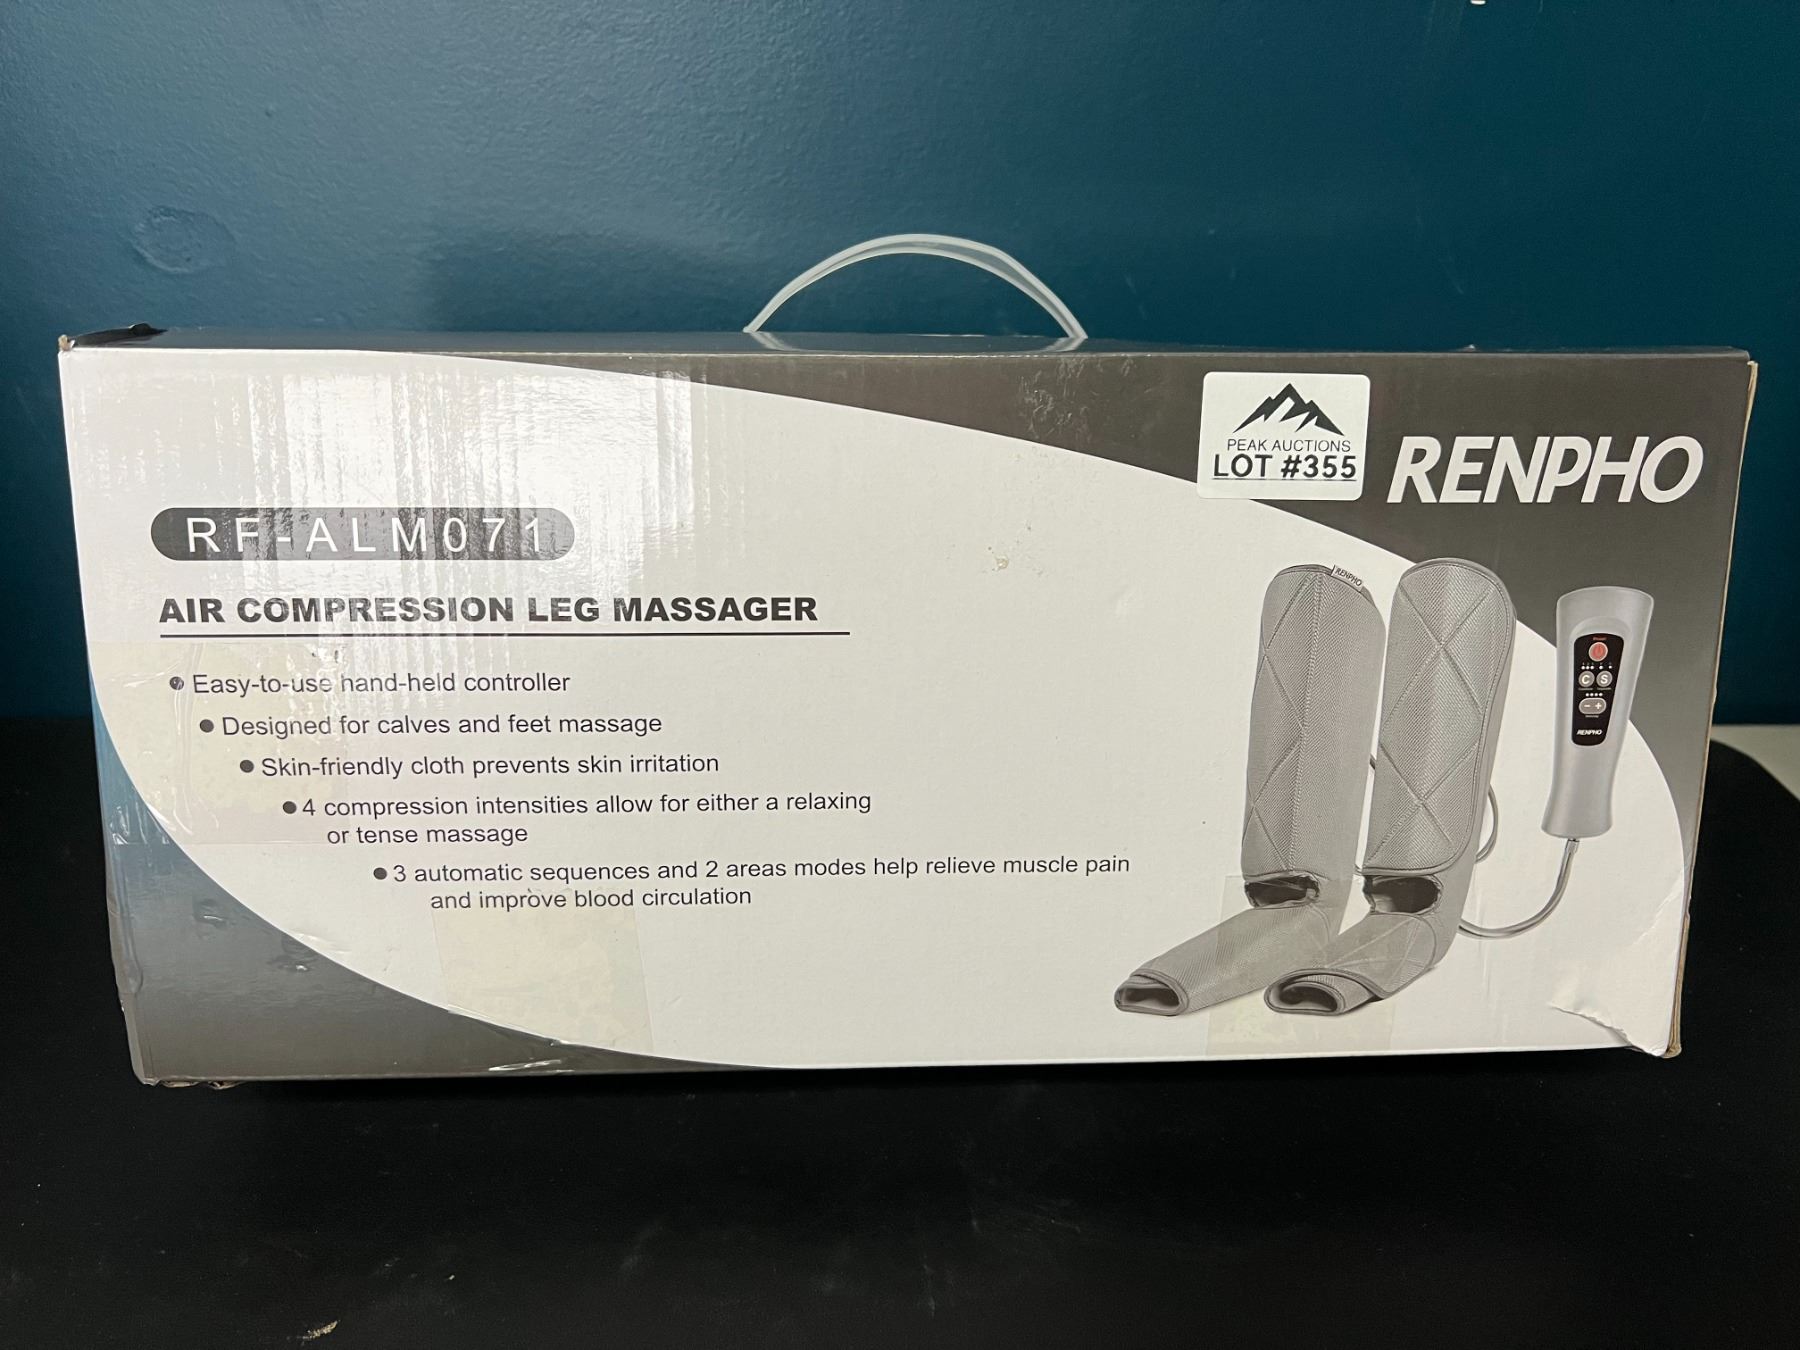 PEAK AUCTIONS
LOT #355
RENPHO
RF-ALM071
AIR COMPRESSION LEG MASSAGER
● Easy-to-use hand-held controller
● Designed for calves and feet massage
● Skin-friendly cloth prevents skin irritation
● 4 compression intensities allow for either a relaxing
or tense massage
● 3 automatic sequences and 2 areas modes help relieve muscle pain
and improve blood circulation
RENPHO
C S
- +
RENPHO